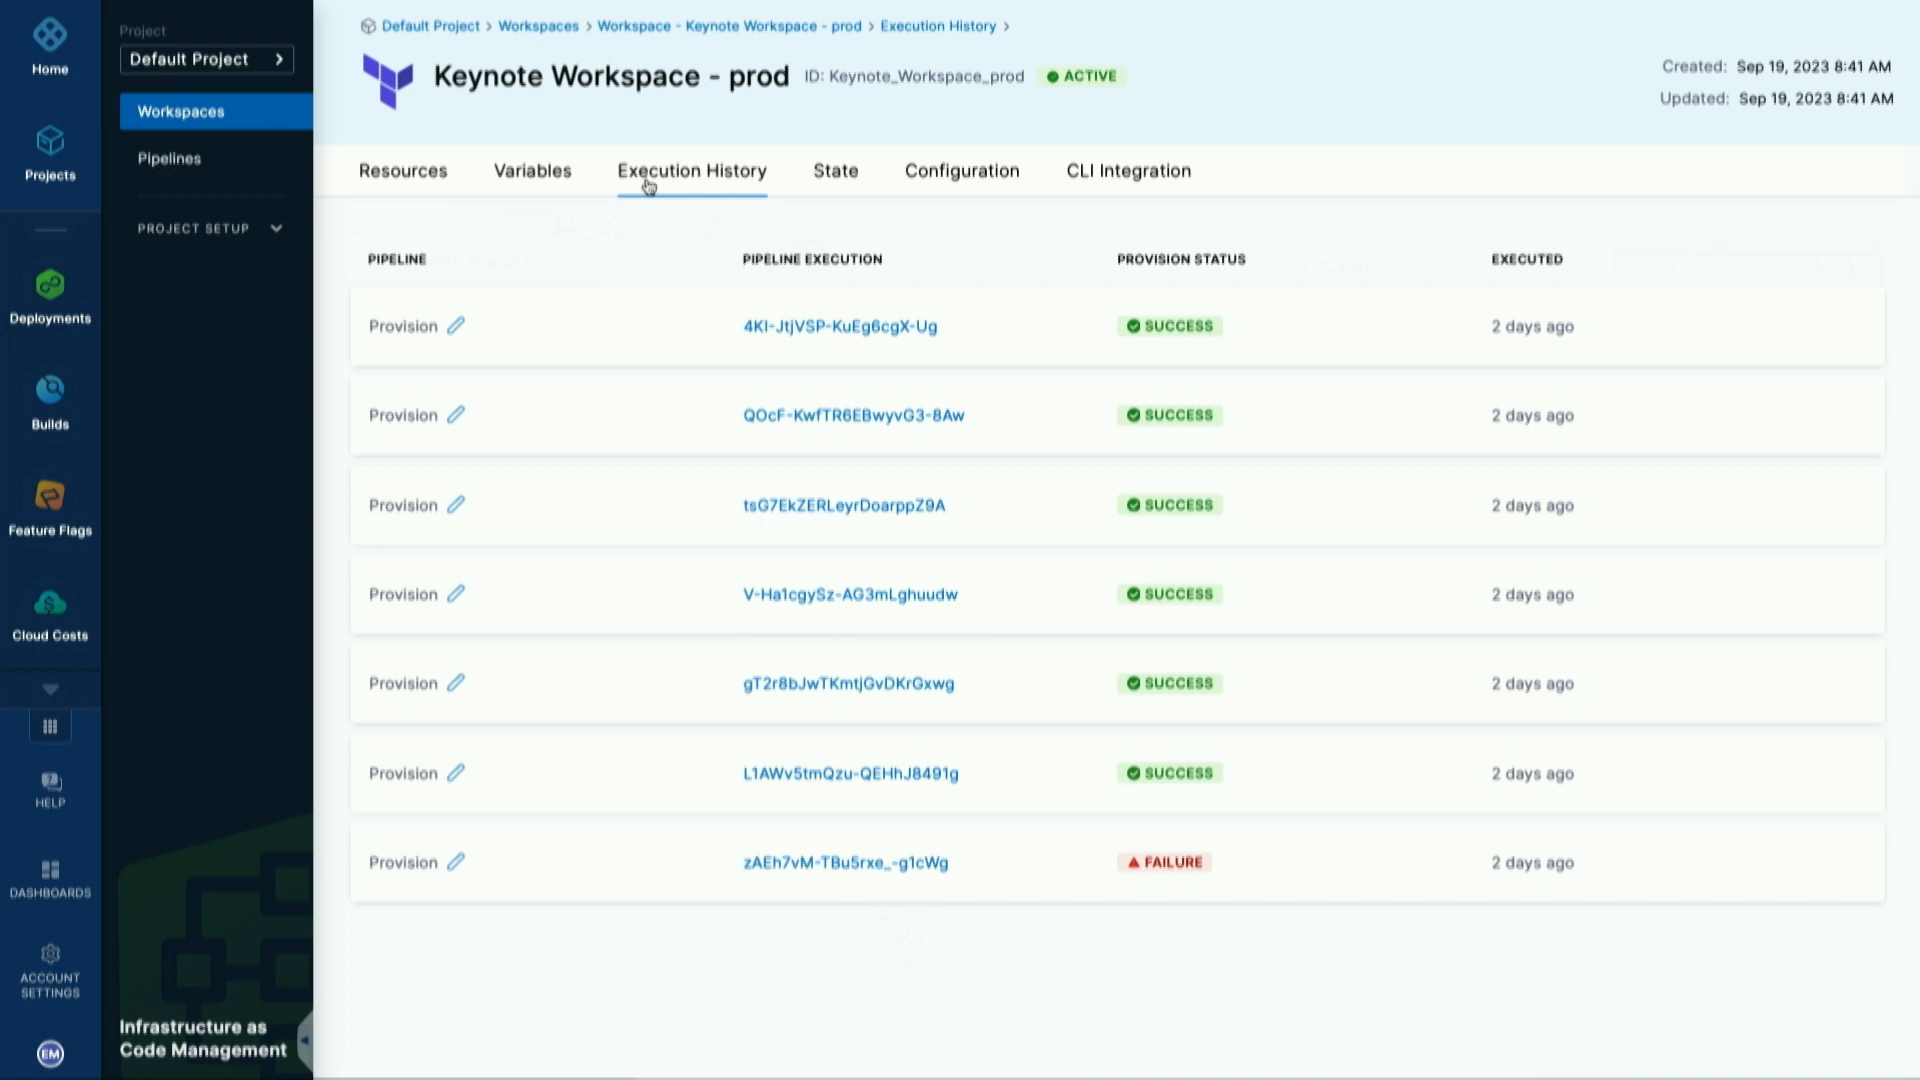 Home
Projects
Deployments
Builds
Feature Flags
Cloud Costs
HELP
DASHBOARDS
ACCOUNT
SETTINGS
EM
Project
Default Project >
Workspaces
Pipelines
PROJECT SETUP
Infrastructure as
Code Management
Default Project > Workspaces > Workspace - Keynote Workspace - prod > Execution History >
Keynote Workspace - prod ID: Keynote_Workspace_prod ACTIVE
Created: Sep 19, 2023 8:41 AM
Updated: Sep 19, 2023 8:41 AM
Resources Variables Execution History State Configuration CLI Integration
PIPELINE PIPELINE EXECUTION PROVISION STATUS EXECUTED
Provision 4KI-JtjVSP-KuEg6cgX-Ug SUCCESS 2 days ago
Provision QOcF-KwfTR6EBwyvG3-8Aw SUCCESS 2 days ago
Provision tsG7EkZERLeyrDoarppZ9A SUCCESS 2 days ago
Provision V-Ha1cgySz-AG3mLghuudw SUCCESS 2 days ago
Provision gT2r8bJwTKmtjGvDKrGxwg SUCCESS 2 days ago
Provision L1AWv5tmQzu-QEHhJ8491g SUCCESS 2 days ago
Provision zAEh7vM-TBu5rxe_-g1cWg FAILURE 2 days ago